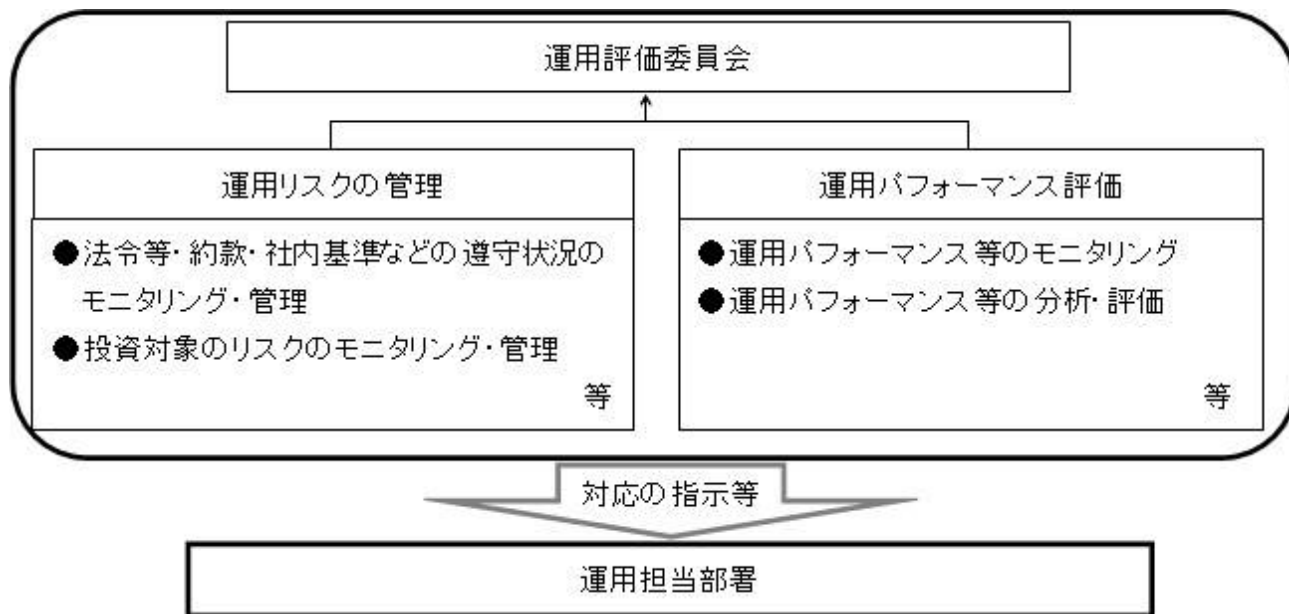 運用評価委員会
運用リスクの管理
●法令等・約款・社内基準などの遵守状況の
モニタリング・管理
●投資対象のリスクのモニタリング・管理
等
運用パフォーマンス評価
●運用パフォーマンス等のモニタリング
●運用パフォーマンス等の分析・評価
等
対応の指示等
運用担当部署